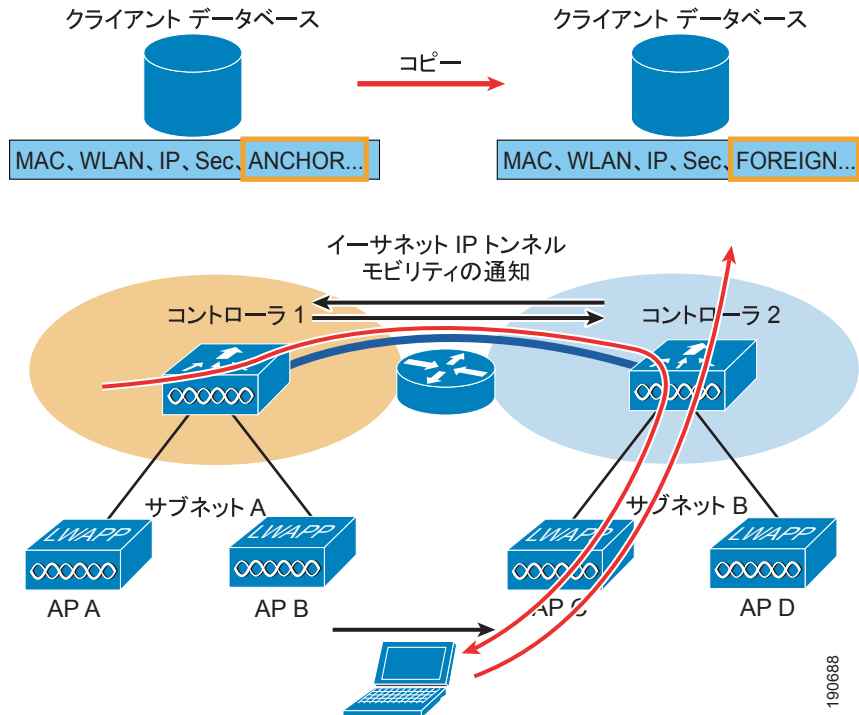 クライアント データベース
クライアント データベース
コピー
MAC、WLAN、IP、Sec、ANCHOR...
MAC、WLAN、IP、Sec、FOREIGN...
イーサネット IP トンネル
モビリティの通知
コントローラ 1
コントローラ 2
サブネット A
サブネット B
LWAPP
LWAPP
LWAPP
LWAPP
AP A
AP B
AP C
AP D
190688